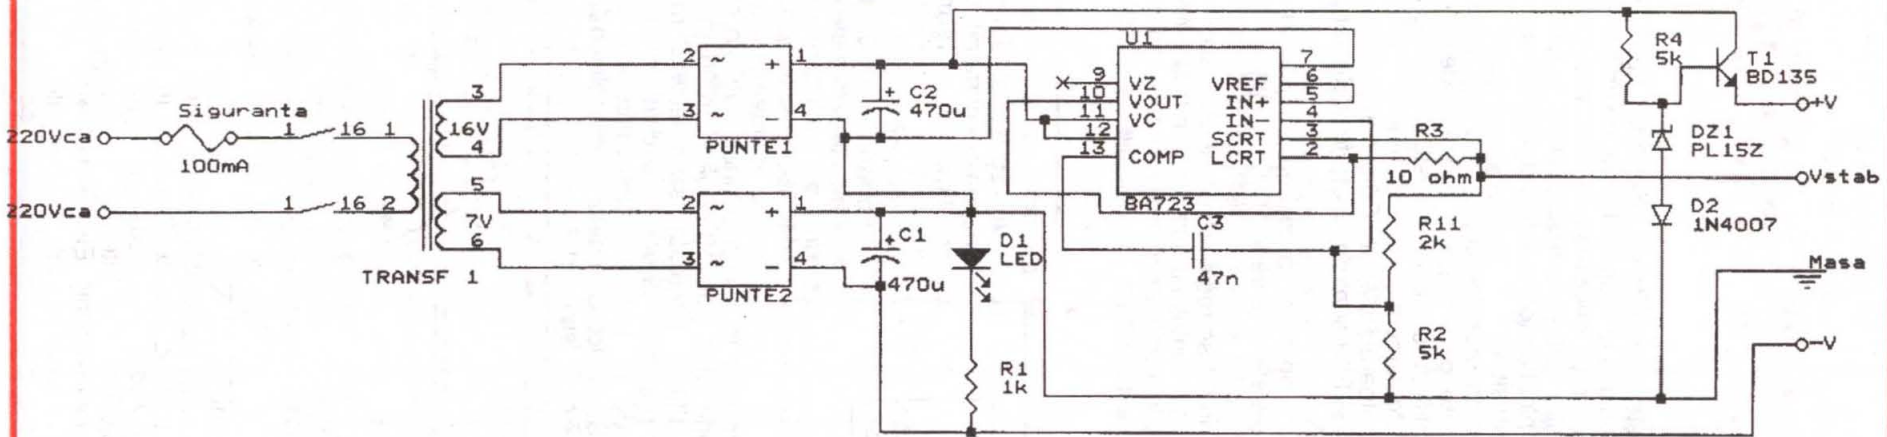 Siguranta
220Vca
1
16
1
100mA
220Vca
1
16
2
TRANSF 1
3
16V
4
5
7V
6
2
~
+
1
3
~
-
4
PUNTE1
2
~
+
1
3
~
-
4
PUNTE2
+
C2
470u
+
C1
470u
D1
LED
R1
1k
U1
9
VZ
10
VOUT
11
VC
12
13
COMP
7
VREF
6
IN+
5
IN-
4
SCRT
3
LCRT
2
BA723
C3
47n
R3
10 ohm
R11
2k
R2
5k
R4
5k
T1
BD135
+V
DZ1
PL15Z
Vstab
D2
1N4007
Masa
-V